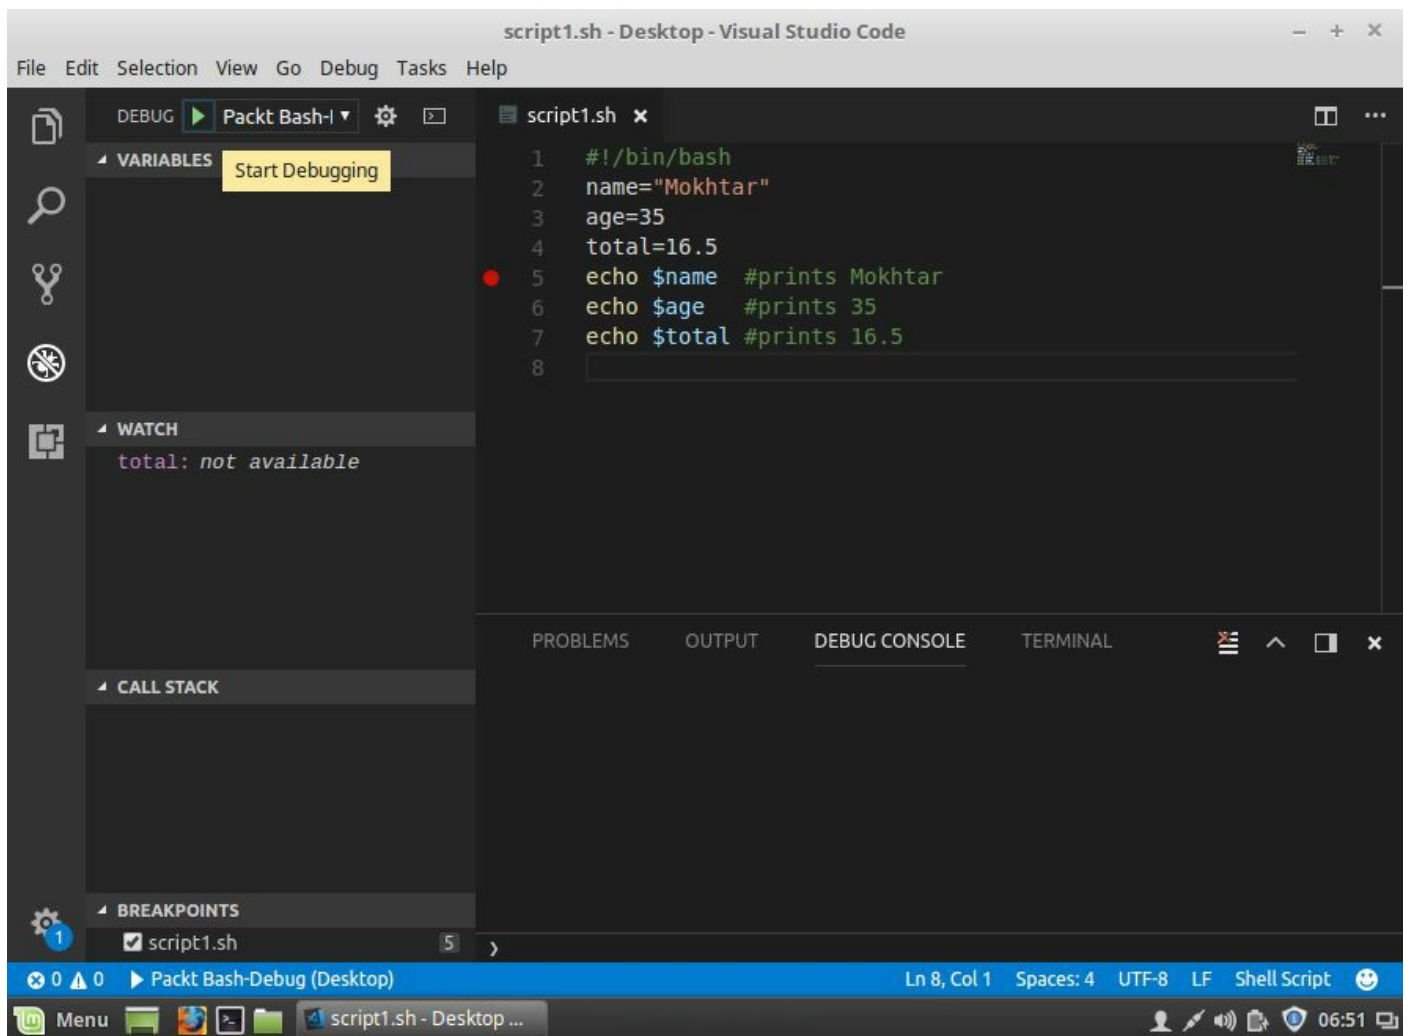 script1.sh - Desktop - Visual Studio Code
File Edit Selection View Go Debug Tasks Help
DEBUG Packt Bash-
VARIABLES
Start Debugging
WATCH
total: not available
CALL STACK
BREAKPOINTS
script1.sh 5
1
script1.sh
1 #!/bin/bash
2 name="Mokhtar"
3 age=35
4 total=16.5
5 echo $name #prints Mokhtar
6 echo $age #prints 35
7 echo $total #prints 16.5
8
PROBLEMS OUTPUT DEBUG CONSOLE TERMINAL
0 0 Packt Bash-Debug (Desktop) Ln 8, Col 1 Spaces: 4 UTF-8 LF Shell Script
Menu script1.sh - Desktop ... 06:51